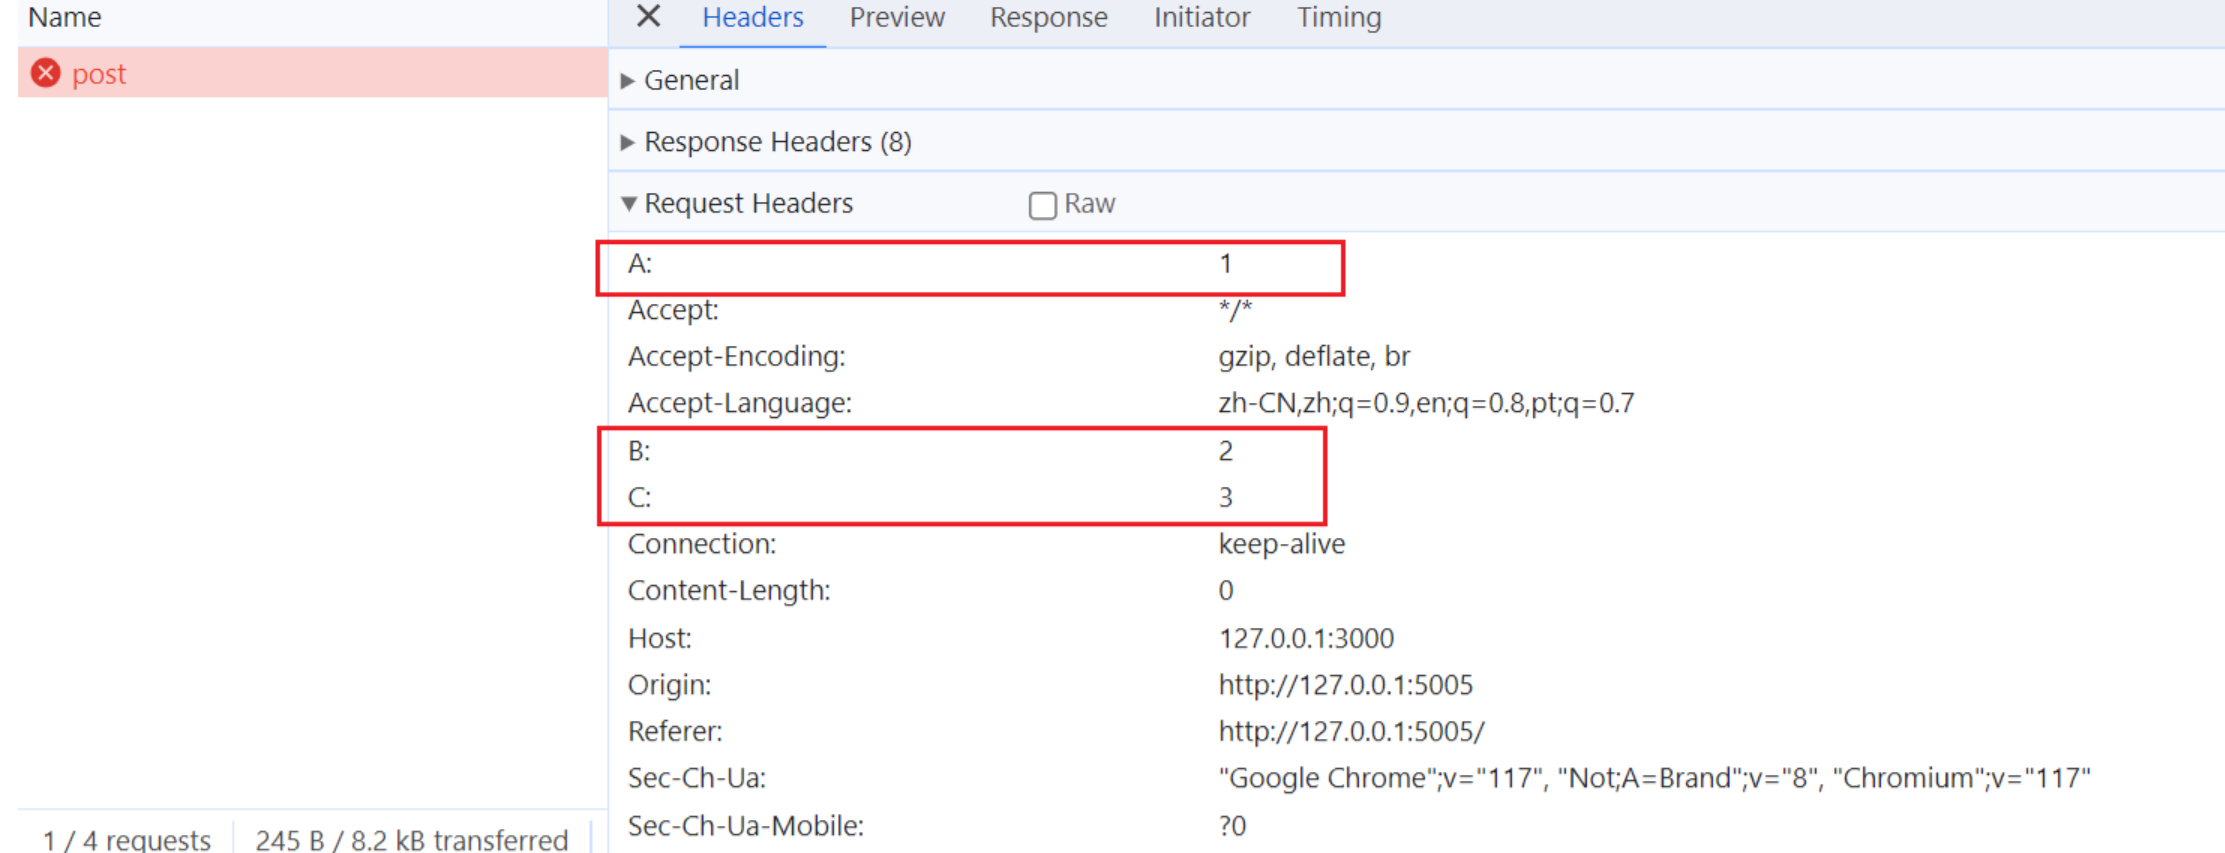 Name
Headers Preview Response Initiator Timing
post
General
Response Headers (8)
Request Headers Raw
A: 1
Accept: */*
Accept-Encoding: gzip, deflate, br
Accept-Language: zh-CN,zh;q=0.9,en;q=0.8,pt;q=0.7
B: 2
C: 3
Connection: keep-alive
Content-Length: 0
Host: 127.0.0.1:3000
Origin: http://127.0.0.1:5005
Referer: http://127.0.0.1:5005/
Sec-Ch-Ua: "Google Chrome";v="117", "Not;A=Brand";v="8", "Chromium";v="117"
Sec-Ch-Ua-Mobile: ?0
1 / 4 requests 245 B / 8.2 kB transferred